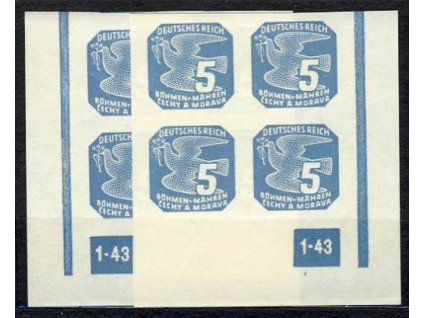 DEUTSCHES REICH
5
BÖHMEN-MÄHREN
ČECHY A MORAVA
DEUTSCHES REICH
5
BÖHMEN-MÄHREN
ČECHY A MORAVA
DEUTSCHES REICH
5
BÖHMEN-MÄHREN
ČECHY A MORAVA
DEUTSCHES REICH
5
BÖHMEN-MÄHREN
ČECHY A MORAVA
1-43
1-43